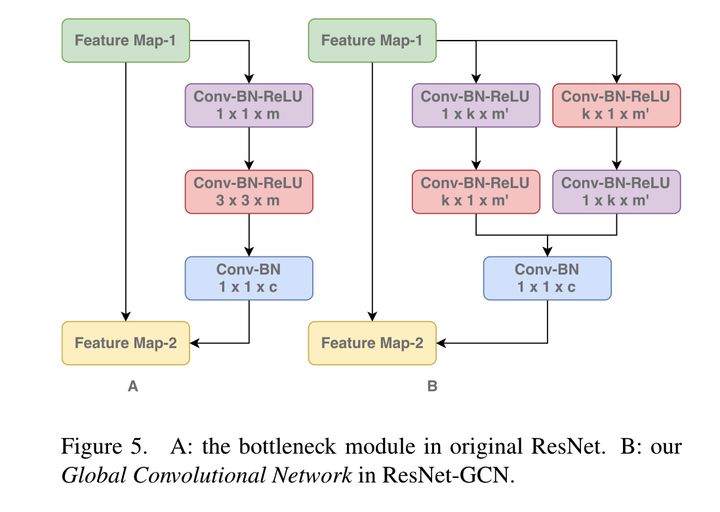 Feature Map-1
Conv-BN-ReLU
1 x 1 x m
Conv-BN-ReLU
3 x 3 x m
Conv-BN
1 x 1 x c
Feature Map-2
A
Feature Map-1
Conv-BN-ReLU
1 x k x m'
Conv-BN-ReLU
k x 1 x m'
Conv-BN-ReLU
k x 1 x m'
Conv-BN-ReLU
1 x k x m'
Conv-BN
1 x 1 x c
Feature Map-2
B
Figure 5. A: the bottleneck module in original ResNet. B: our
Global Convolutional Network in ResNet-GCN.